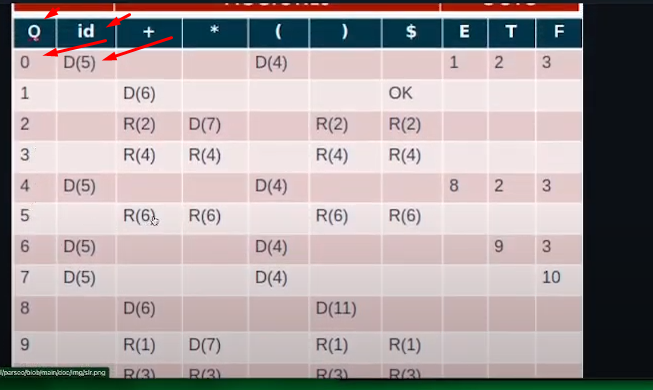 Q id + * ( ) $ E T F
0 D(5) D(4) 1 2 3
1 D(6) OK
2 R(2) D(7) R(2) R(2)
3 R(4) R(4) R(4) R(4)
4 D(5) D(4) 8 2 3
5 R(6) R(6) R(6) R(6)
6 D(5) D(4) 9 3
7 D(5) D(4) 10
8 D(6) D(11)
9 R(1) D(7) R(1) R(1)
R(3) R(3) R(3) R(3)
/parseo/blob/main/doc/img/slr.png